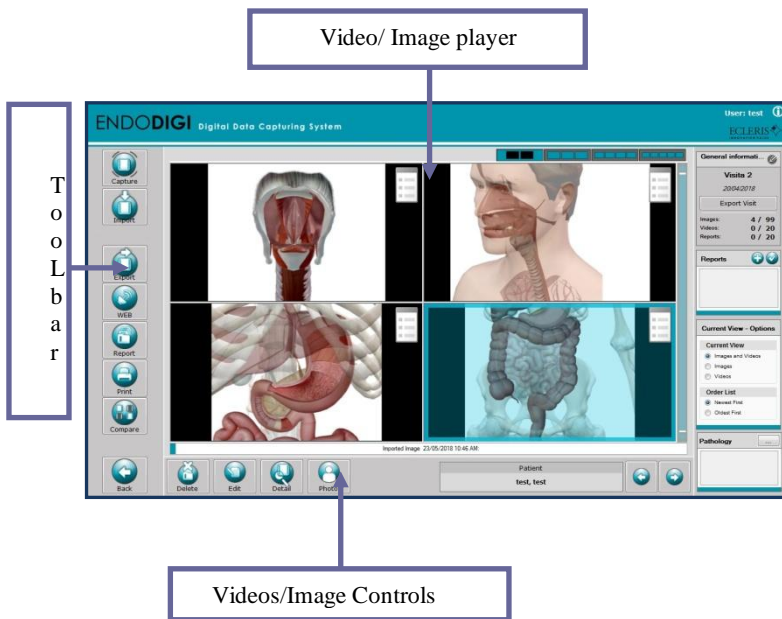 Video/ Image player
TooLbar
ENDODIGI Digital Data Capturing System
User: test
ECLERIS
Capture
Import
Export
WEB
Report
Print
Compare
Back
General informati...
Visita 2
20/04/2018
Export Visit
Images: 4 / 99
Videos: 0 / 20
Reports: 0 / 20
Reports
Current View - Options
Current View
Images and Videos
Images
Videos
Order List
Newest First
Oldest First
Pathology
...
Imported Image 23/05/2018 10:46 AM
Delete
Edit
Detail
Photo
Patient
test, test
Videos/Image Controls